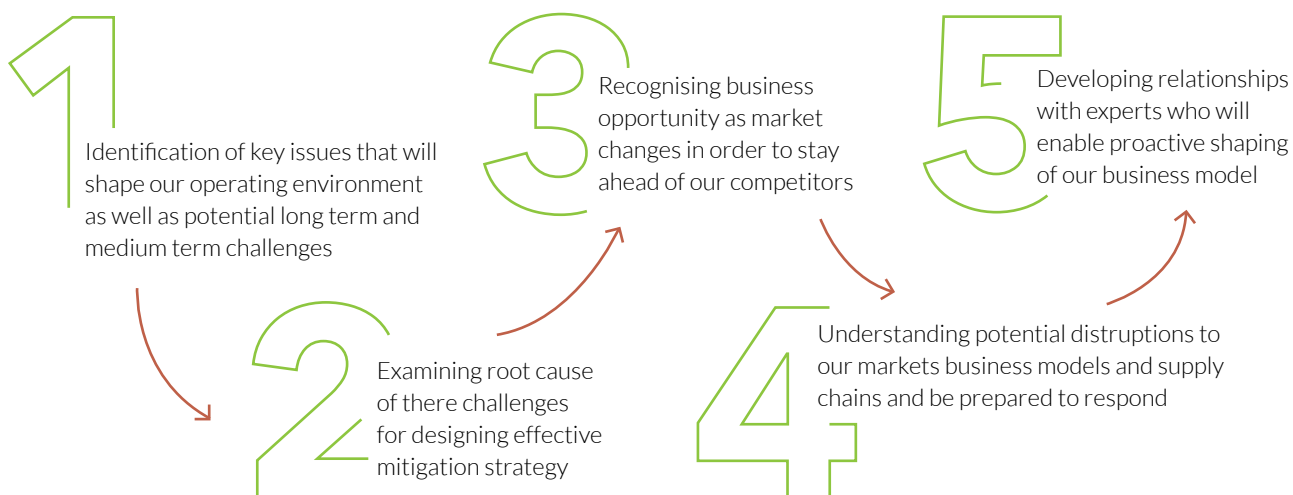 1
Identification of key issues that will
shape our operating environment
as well as potential long term and
medium term challenges
2
Examining root cause
of there challenges
for designing effective
mitigation strategy
3
Recognising business
opportunity as market
changes in order to stay
ahead of our competitors
4
Understanding potential distruptions to
our markets business models and supply
chains and be prepared to respond
5
Developing relationships
with experts who will
enable proactive shaping
of our business model